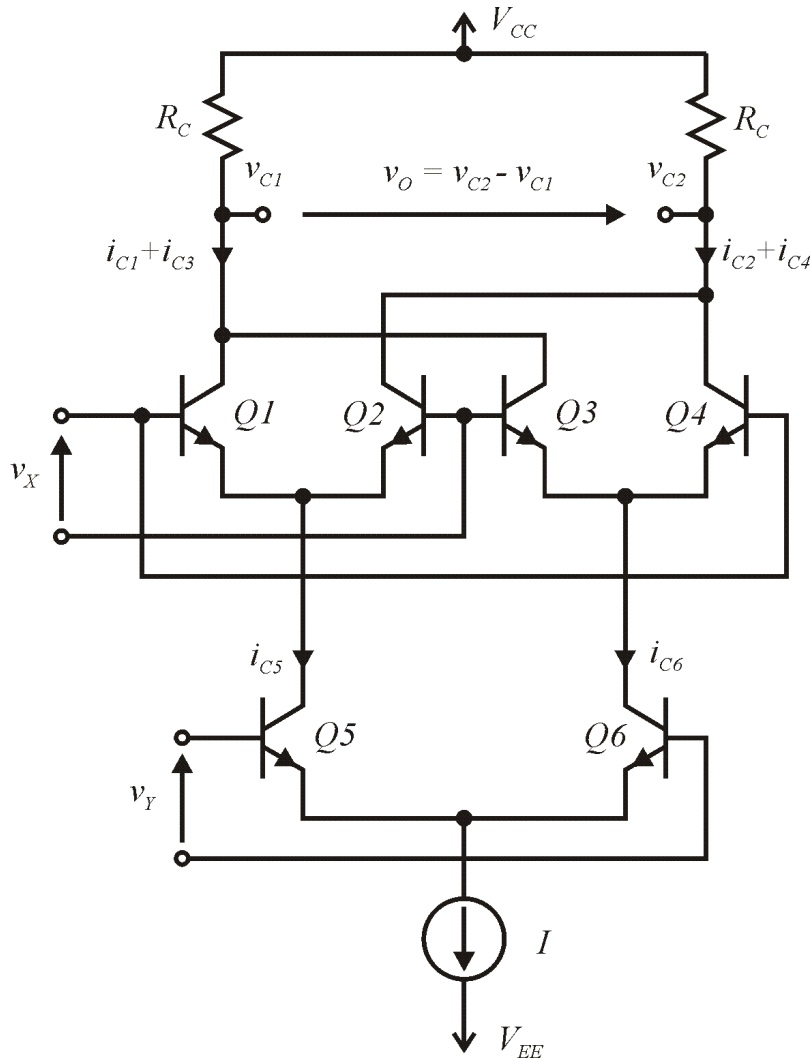 V_CC
R_C
R_C
v_C1
v_O = v_C2 - v_C1
v_C2
i_C1+i_C3
i_C2+i_C4
Q1
Q2
Q3
Q4
v_X
i_C5
i_C6
Q5
Q6
v_Y
I
V_EE